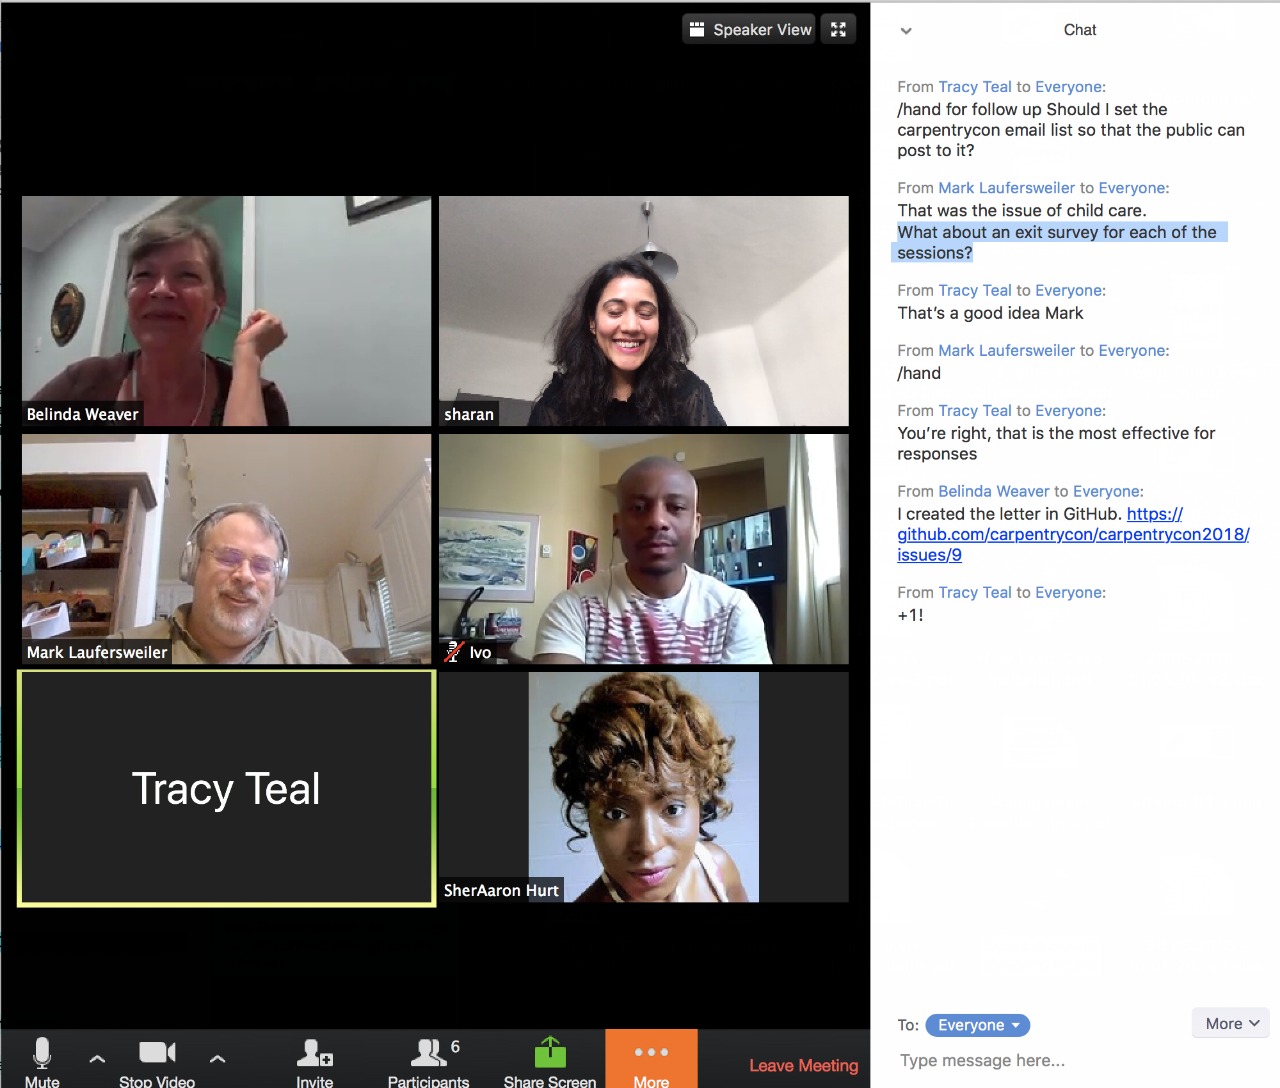 Speaker View
Belinda Weaver
sharan
Mark Laufersweiler
Ivo
Tracy Teal
SherAaron Hurt
Mute
Stop Video
Invite
6
Participants
Share Screen
More
Leave Meeting
Chat
From Tracy Teal to Everyone:
/hand for follow up Should I set the
carpentrycon email list so that the public can
post to it?
From Mark Laufersweiler to Everyone:
That was the issue of child care.
What about an exit survey for each of the
sessions?
From Tracy Teal to Everyone:
That’s a good idea Mark
From Mark Laufersweiler to Everyone:
/hand
From Tracy Teal to Everyone:
You’re right, that is the most effective for
responses
From Belinda Weaver to Everyone:
I created the letter in GitHub. https://
github.com/carpentrycon/carpentrycon2018/
issues/9
From Tracy Teal to Everyone:
+1!
To: Everyone
More
Type message here...